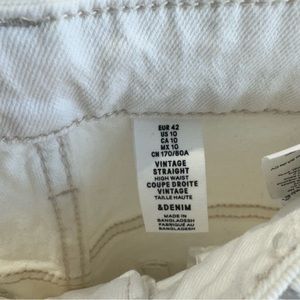 EUR 42
US 10
CA 10
MX 10
CN 170/80A
VINTAGE
STRAIGHT
HIGH WAIST
COUPE DROITE
VINTAGE
TAILLE HAUTE
&DENIM
MADE IN
BANGLADESH
FABRIQUÉ AU
BANGLADESH